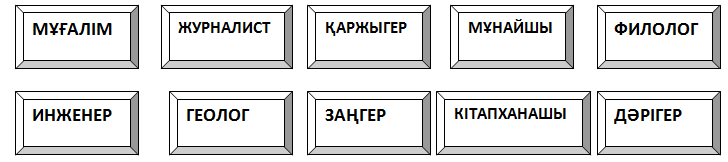 МҰҒАЛІМ ЖУРНАЛИСТ ҚАРЖЫГЕР МҰНАЙШЫ ФИЛОЛОГ
ИНЖЕНЕР ГЕОЛОГ ЗАҢГЕР КІТАПХАНАШЫ ДӘРІГЕР